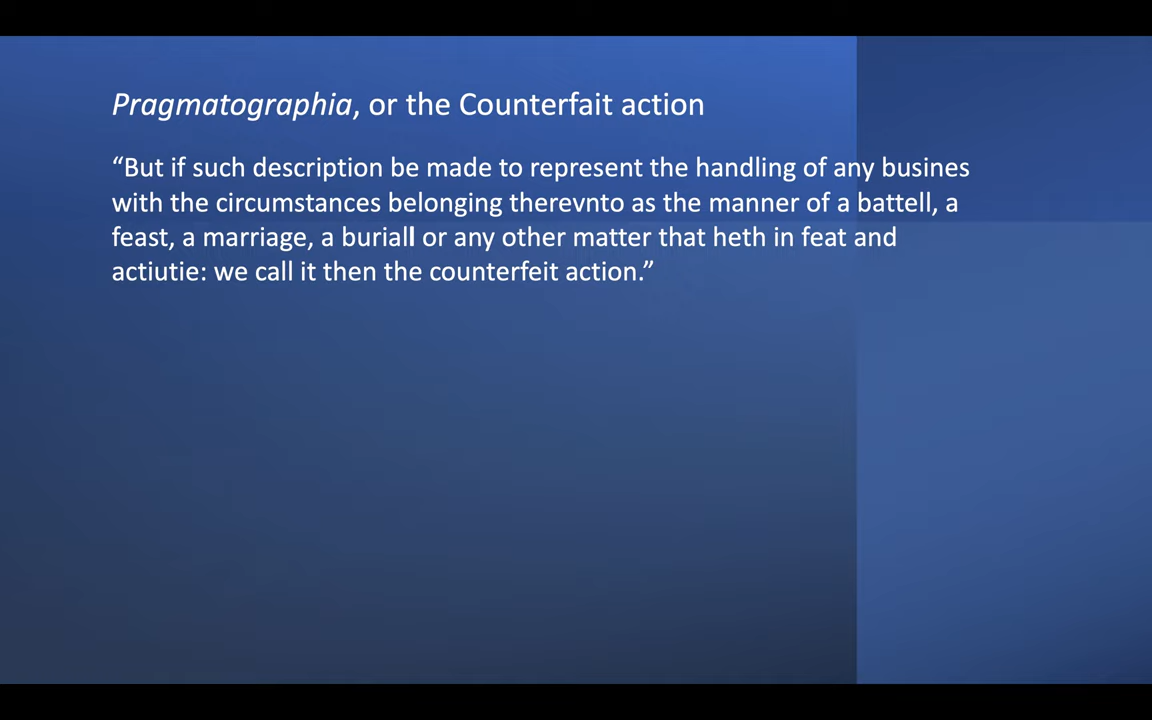 Pragmatographia, or the Counterfait action
“But if such description be made to represent the handling of any busines
with the circumstances belonging therevnto as the manner of a battell, a
feast, a marriage, a buriall or any other matter that heth in feat and
actiutie: we call it then the counterfeit action.”